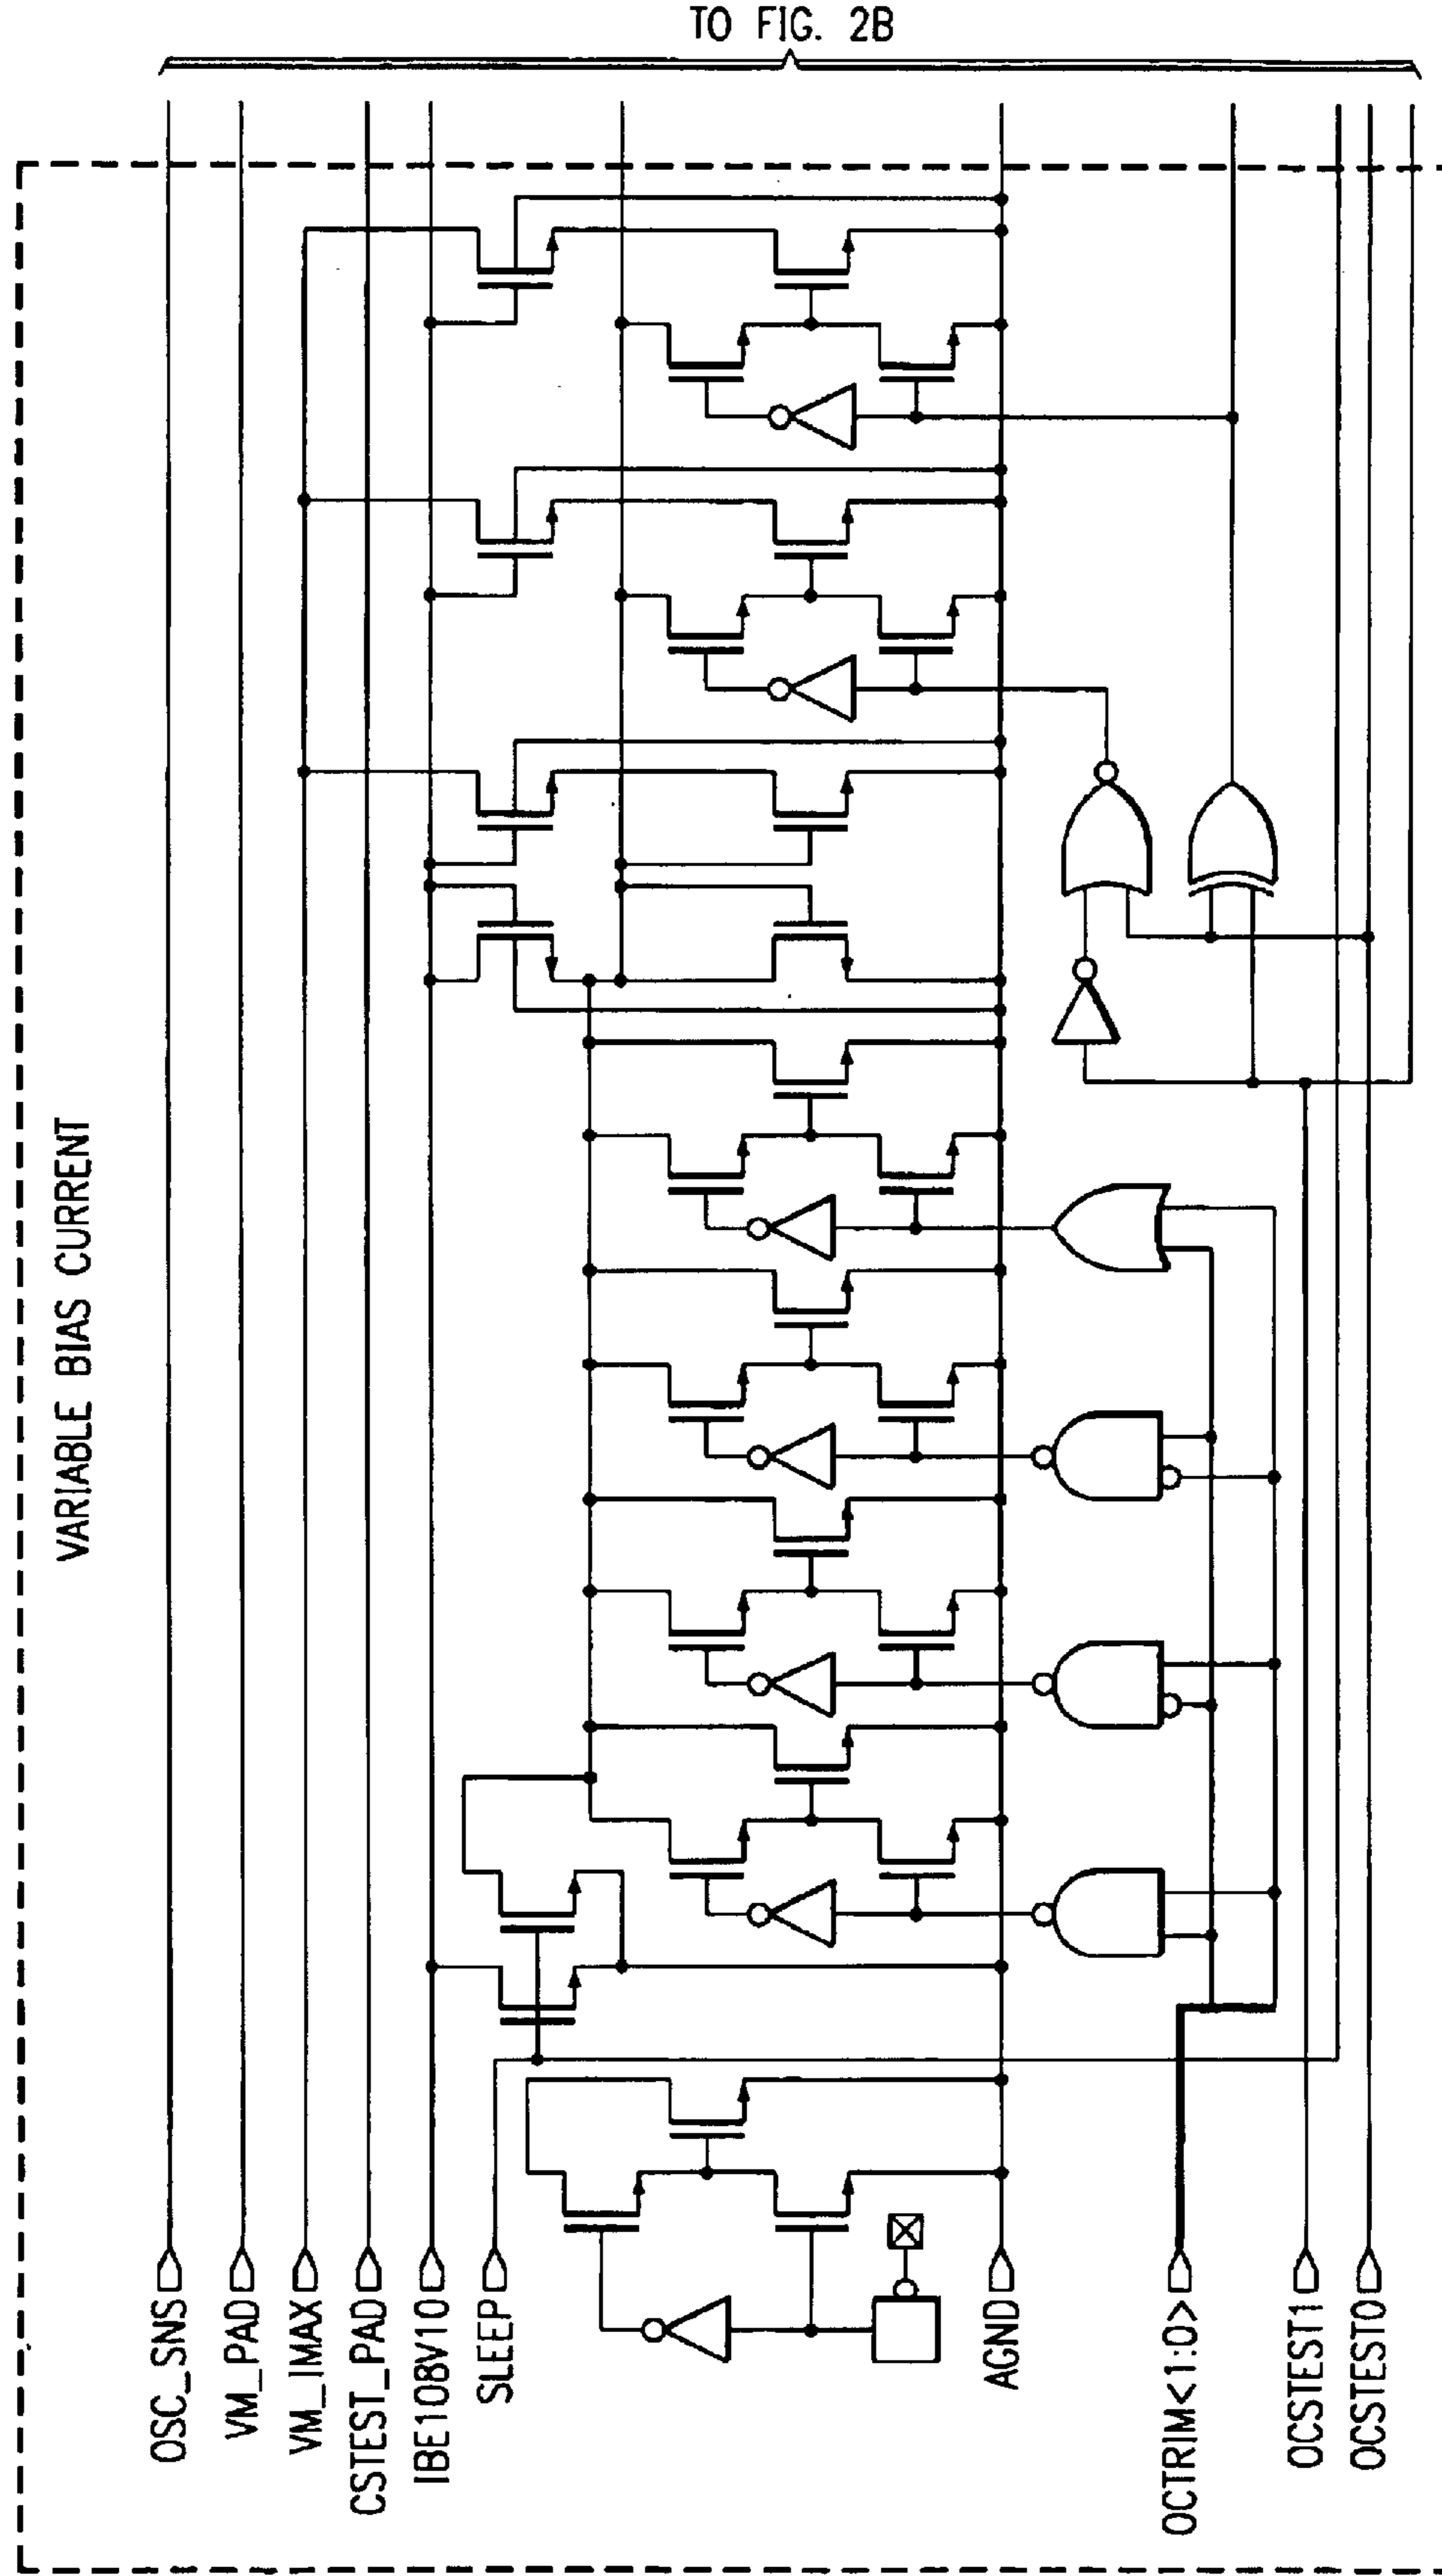 TO FIG. 2B
VARIABLE BIAS CURRENT
OSC_SNS
VM_PAD
VM_IMAX
CSTEST_PAD
IBE10BV10
SLEEP
AGND
OCTRIM<1:0>
OCSTEST1
OCSTEST0